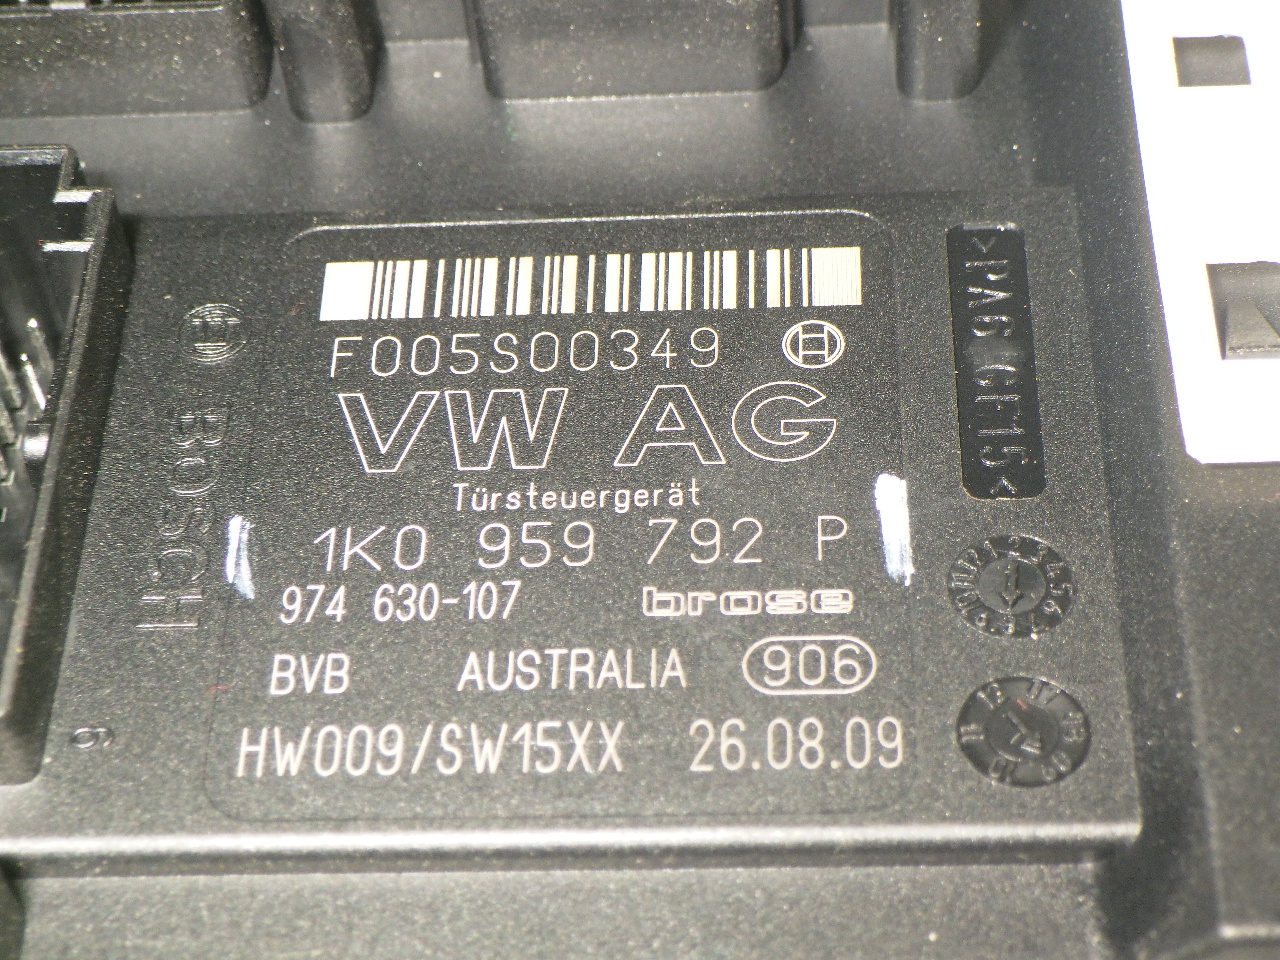 F005S00349
VW AG
Türsteuergerät
1K0 959 792 P
974 630-107 brose
BVB AUSTRALIA 906
HW009/SW15XX 26.08.09
BOSCH
>PA6 GF15<
9